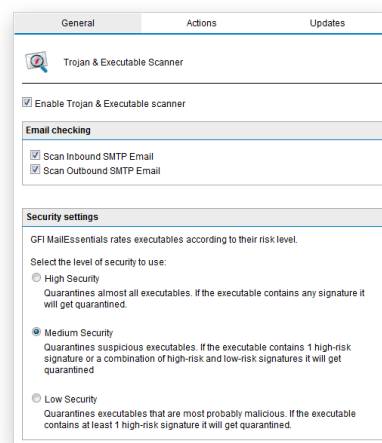 General Actions Updates
Trojan & Executable Scanner
Enable Trojan & Executable scanner
Email checking
Scan Inbound SMTP Email
Scan Outbound SMTP Email
Security settings
GFI MailEssentials rates executables according to their risk level.
Select the level of security to use:
High Security
Quarantines almost all executables. If the executable contains any signature it
will get quarantined.
Medium Security
Quarantines suspicious executables. If the executable contains 1 high-risk
signature or a combination of high-risk and low-risk signatures it will get
quarantined
Low Security
Quarantines executables that are most probably malicious. If the executable
contains at least 1 high-risk signature it will get quarantined.